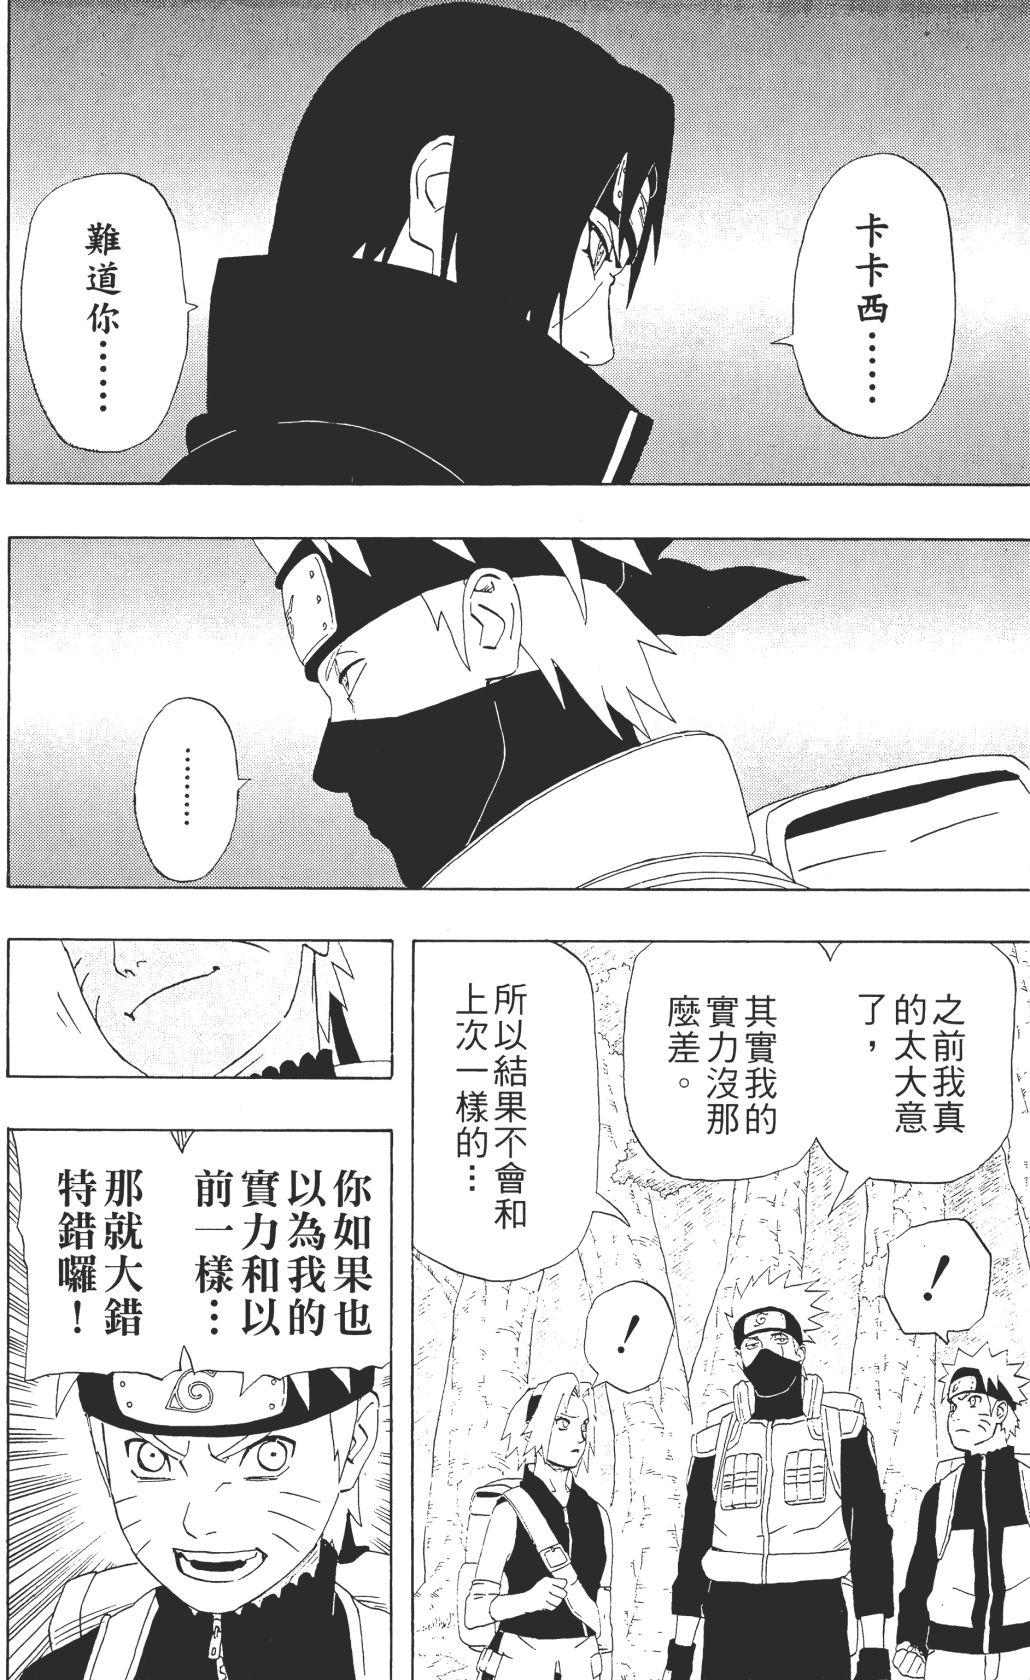 卡卡西……
難道你……
………
之前我真
的太大意
了，
其實我的
實力沒那
麼差。
所以結果不會和
上次一樣的…
！
！
你如果也
以為我的
實力和以
前一樣…
那就大錯
特錯囉！